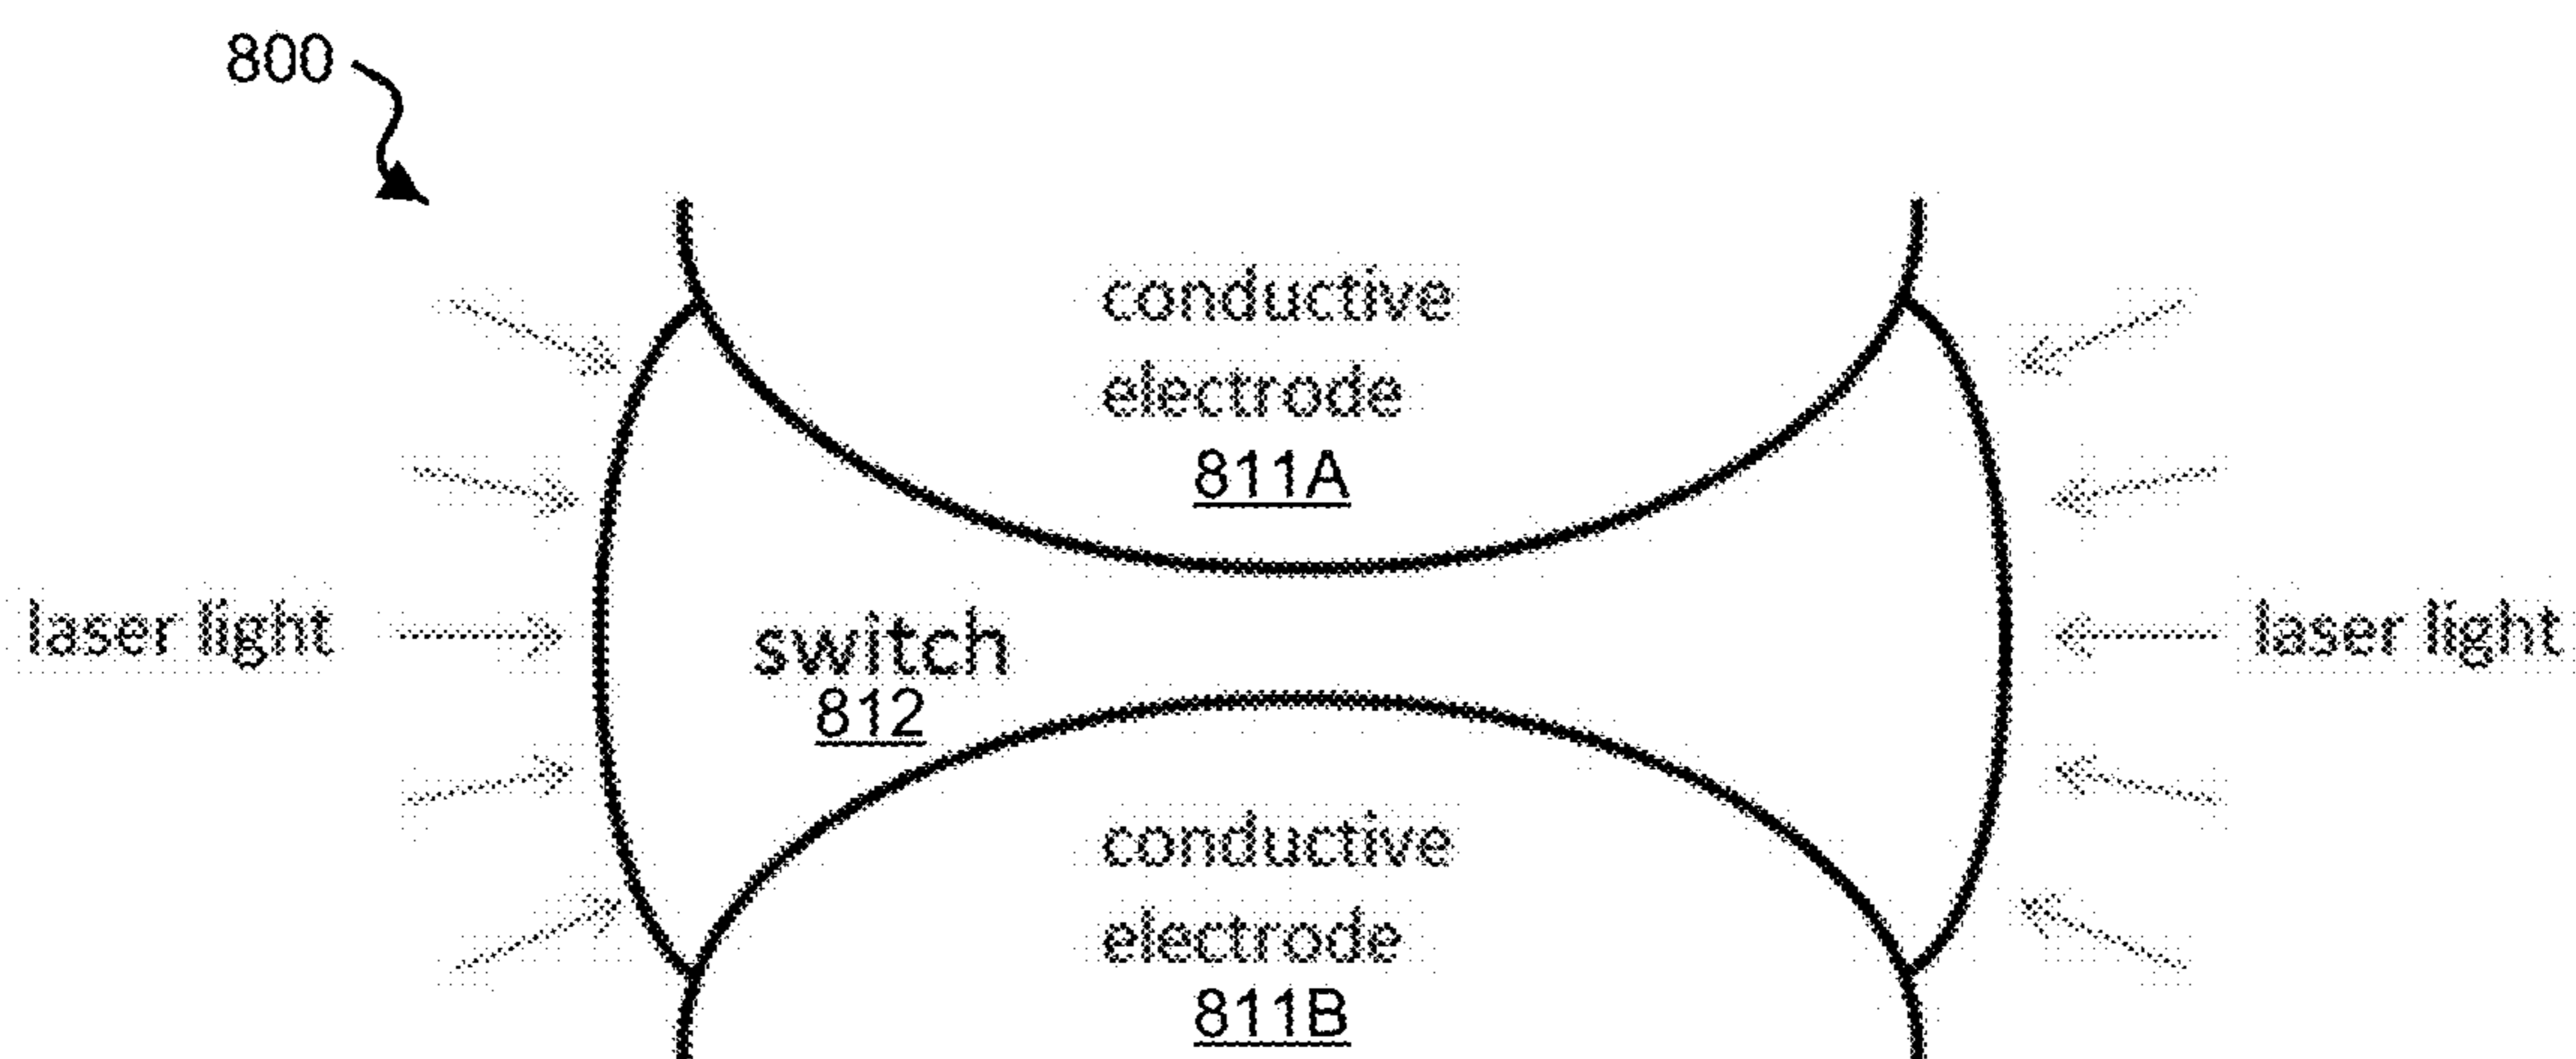 800
conductive
electrode
811A
laser light
switch
812
laser light
conductive
electrode
811B